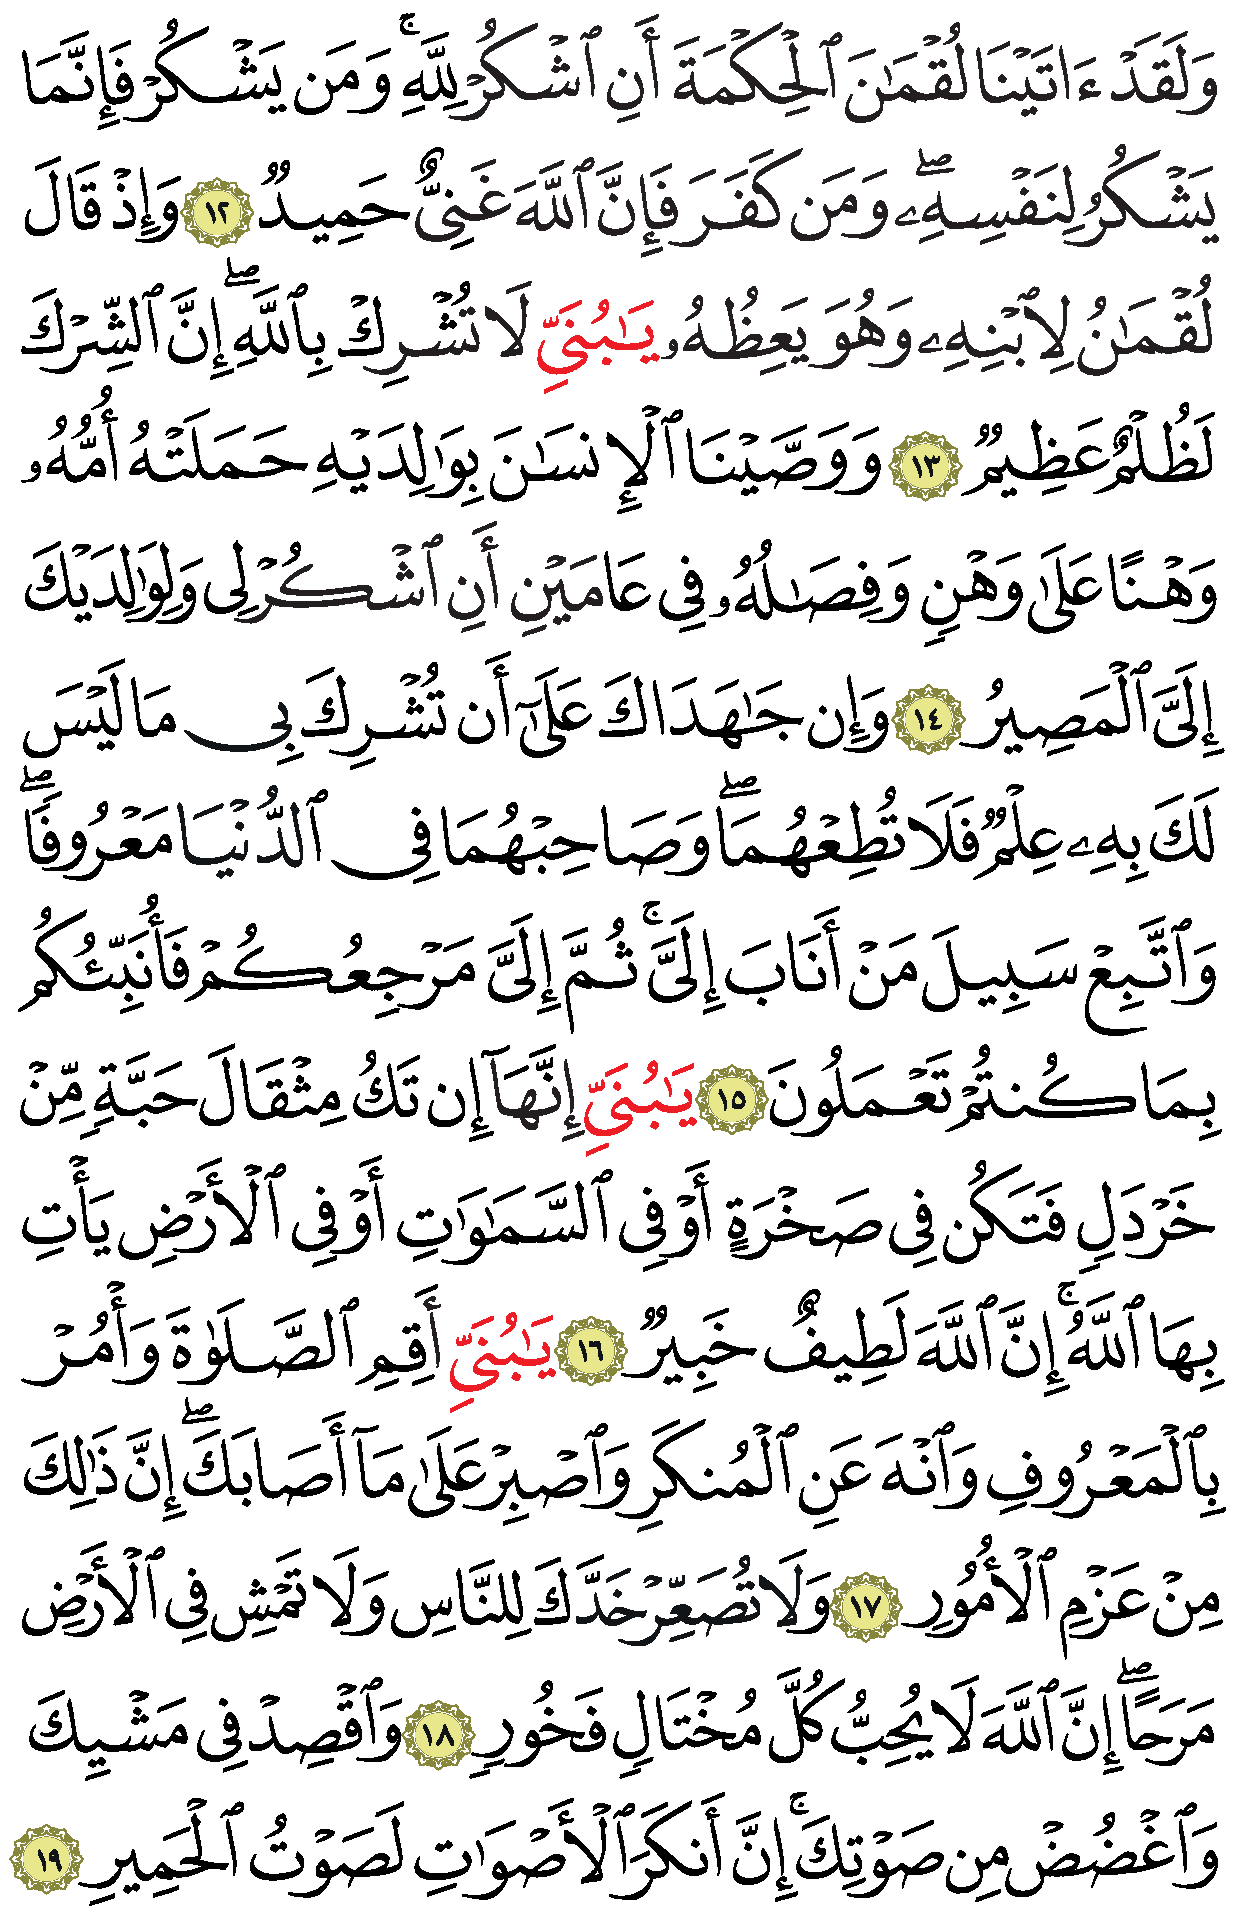 وَلَقَدْ ءَاتَيْنَا لُقْمَٰنَ ٱلْحِكْمَةَ أَنِ ٱشْكُرْ لِلَّهِ ۚ وَمَن يَشْكُرْ فَإِنَّمَا
يَشْكُرُ لِنَفْسِهِۦ ۖ وَمَن كَفَرَ فَإِنَّ ٱللَّهَ غَنِىٌّ حَمِيدٌ ١٢ وَإِذْ قَالَ
لُقْمَٰنُ لِٱبْنِهِۦ وَهُوَ يَعِظُهُۥ يَٰبُنَىَّ لَا تُشْرِكْ بِٱللَّهِ ۖ إِنَّ ٱلشِّرْكَ
لَظُلْمٌ عَظِيمٌ ١٣ وَوَصَّيْنَا ٱلْإِنسَٰنَ بِوَٰلِدَيْهِ حَمَلَتْهُ أُمُّهُۥ
وَهْنًا عَلَىٰ وَهْنٍ وَفِصَٰلُهُۥ فِى عَامَيْنِ أَنِ ٱشْكُرْ لِى وَلِوَٰلِدَيْكَ
إِلَىَّ ٱلْمَصِيرُ ١٤ وَإِن جَٰهَدَاكَ عَلَىٰٓ أَن تُشْرِكَ بِى مَا لَيْسَ
لَكَ بِهِۦ عِلْمٌ فَلَا تُطِعْهُمَا ۖ وَصَاحِبْهُمَا فِى ٱلدُّنْيَا مَعْرُوفًا ۖ
وَٱتَّبِعْ سَبِيلَ مَنْ أَنَابَ إِلَىَّ ۚ ثُمَّ إِلَىَّ مَرْجِعُكُمْ فَأُنَبِّئُكُم
بِمَا كُنتُمْ تَعْمَلُونَ ١٥ يَٰبُنَىَّ إِنَّهَآ إِن تَكُ مِثْقَالَ حَبَّةٍ مِّنْ
خَرْدَلٍ فَتَكُن فِى صَخْرَةٍ أَوْ فِى ٱلسَّمَٰوَٰتِ أَوْ فِى ٱلْأَرْضِ يَأْتِ
بِهَا ٱللَّهُ ۚ إِنَّ ٱللَّهَ لَطِيفٌ خَبِيرٌ ١٦ يَٰبُنَىَّ أَقِمِ ٱلصَّلَوٰةَ وَأْمُرْ
بِٱلْمَعْرُوفِ وَٱنْهَ عَنِ ٱلْمُنكَرِ وَٱصْبِرْ عَلَىٰ مَآ أَصَابَكَ ۖ إِنَّ ذَٰلِكَ
مِنْ عَزْمِ ٱلْأُمُورِ ١٧ وَلَا تُصَعِّرْ خَدَّكَ لِلنَّاسِ وَلَا تَمْشِ فِى ٱلْأَرْضِ
مَرَحًا ۖ إِنَّ ٱللَّهَ لَا يُحِبُّ كُلَّ مُخْتَالٍ فَخُورٍ ١٨ وَٱقْصِدْ فِى مَشْيِكَ
وَٱغْضُضْ مِن صَوْتِكَ ۚ إِنَّ أَنكَرَ ٱلْأَصْوَٰتِ لَصَوْتُ ٱلْحَمِيرِ ١٩